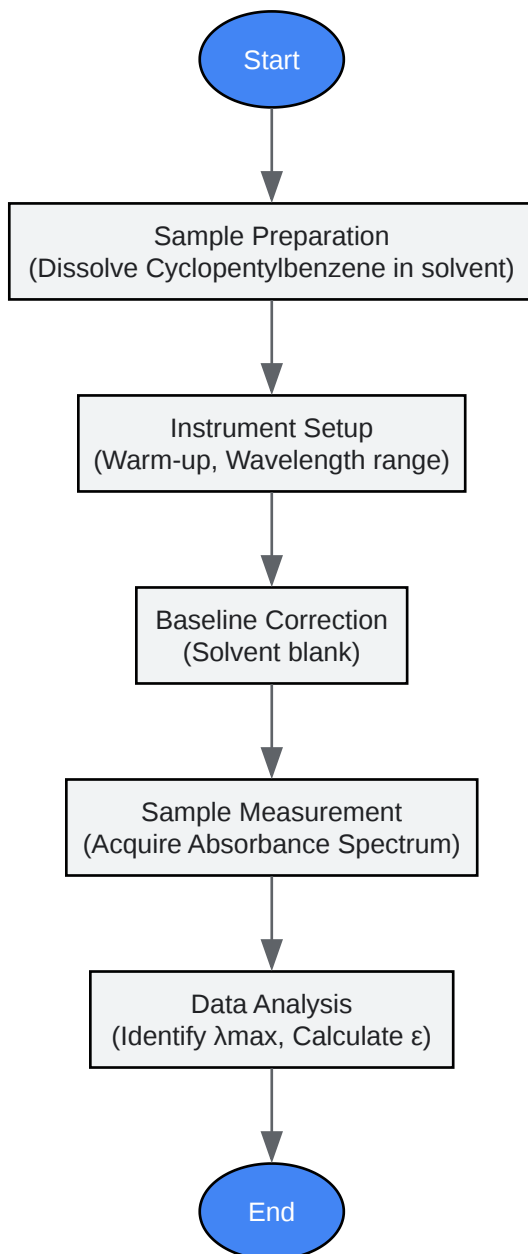 Start
Sample Preparation
(Dissolve Cyclopentylbenzene in solvent)
Instrument Setup
(Warm-up, Wavelength range)
Baseline Correction
(Solvent blank)
Sample Measurement
(Acquire Absorbance Spectrum)
Data Analysis
(Identify λmax, Calculate ε)
End